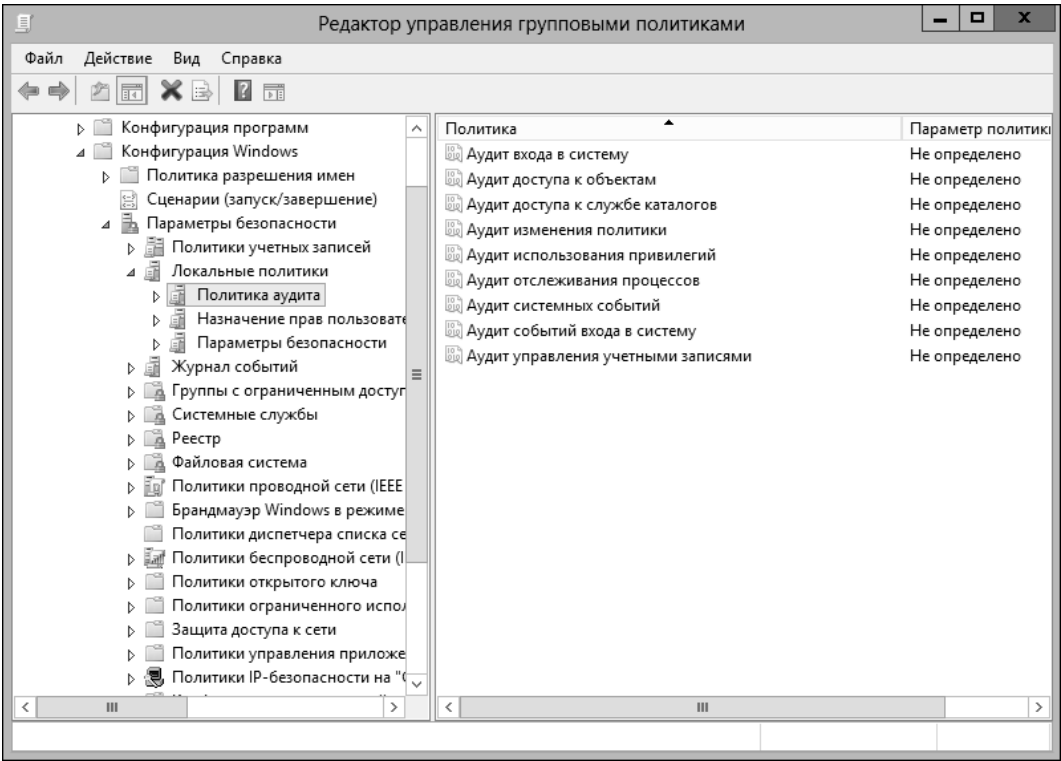 Редактор управления групповыми политиками
Файл Действие Вид Справка
Конфигурация программ
Конфигурация Windows
Политика разрешения имен
Сценарии (запуск/завершение)
Параметры безопасности
Политики учетных записей
Локальные политики
Политика аудита
Назначение прав пользовате
Параметры безопасности
Журнал событий
Группы с ограниченным доступ
Системные службы
Реестр
Файловая система
Политики проводной сети (IEEE
Брандмауэр Windows в режиме
Политики диспетчера списка се
Политики беспроводной сети (I
Политики открытого ключа
Политики ограниченного испол
Защита доступа к сети
Политики управления приложе
Политики IP-безопасности на "
Политика Параметр политики
Аудит входа в систему Не определено
Аудит доступа к объектам Не определено
Аудит доступа к службе каталогов Не определено
Аудит изменения политики Не определено
Аудит использования привилегий Не определено
Аудит отслеживания процессов Не определено
Аудит системных событий Не определено
Аудит событий входа в систему Не определено
Аудит управления учетными записями Не определено